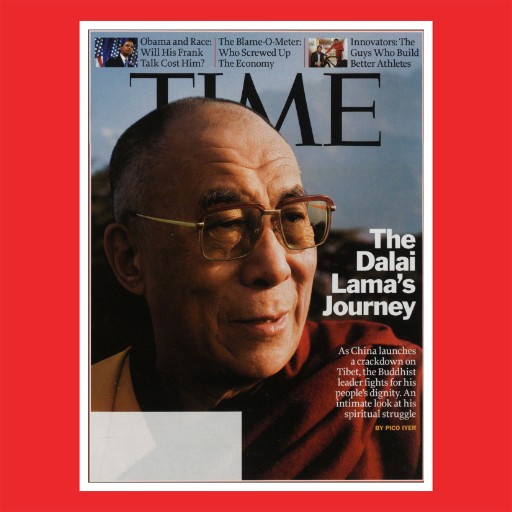 Obama and Race:
Will His Frank
Talk Cost Him?
The Blame-O-Meter:
Who Screwed Up
The Economy
Innovators: The
Guys Who Build
Better Athletes
TIME
The
Dalai
Lama's
Journey
As China launches
a crackdown on
Tibet, the Buddhist
leader fights for his
people's dignity. An
intimate look at his
spiritual struggle
BY PICO IYER